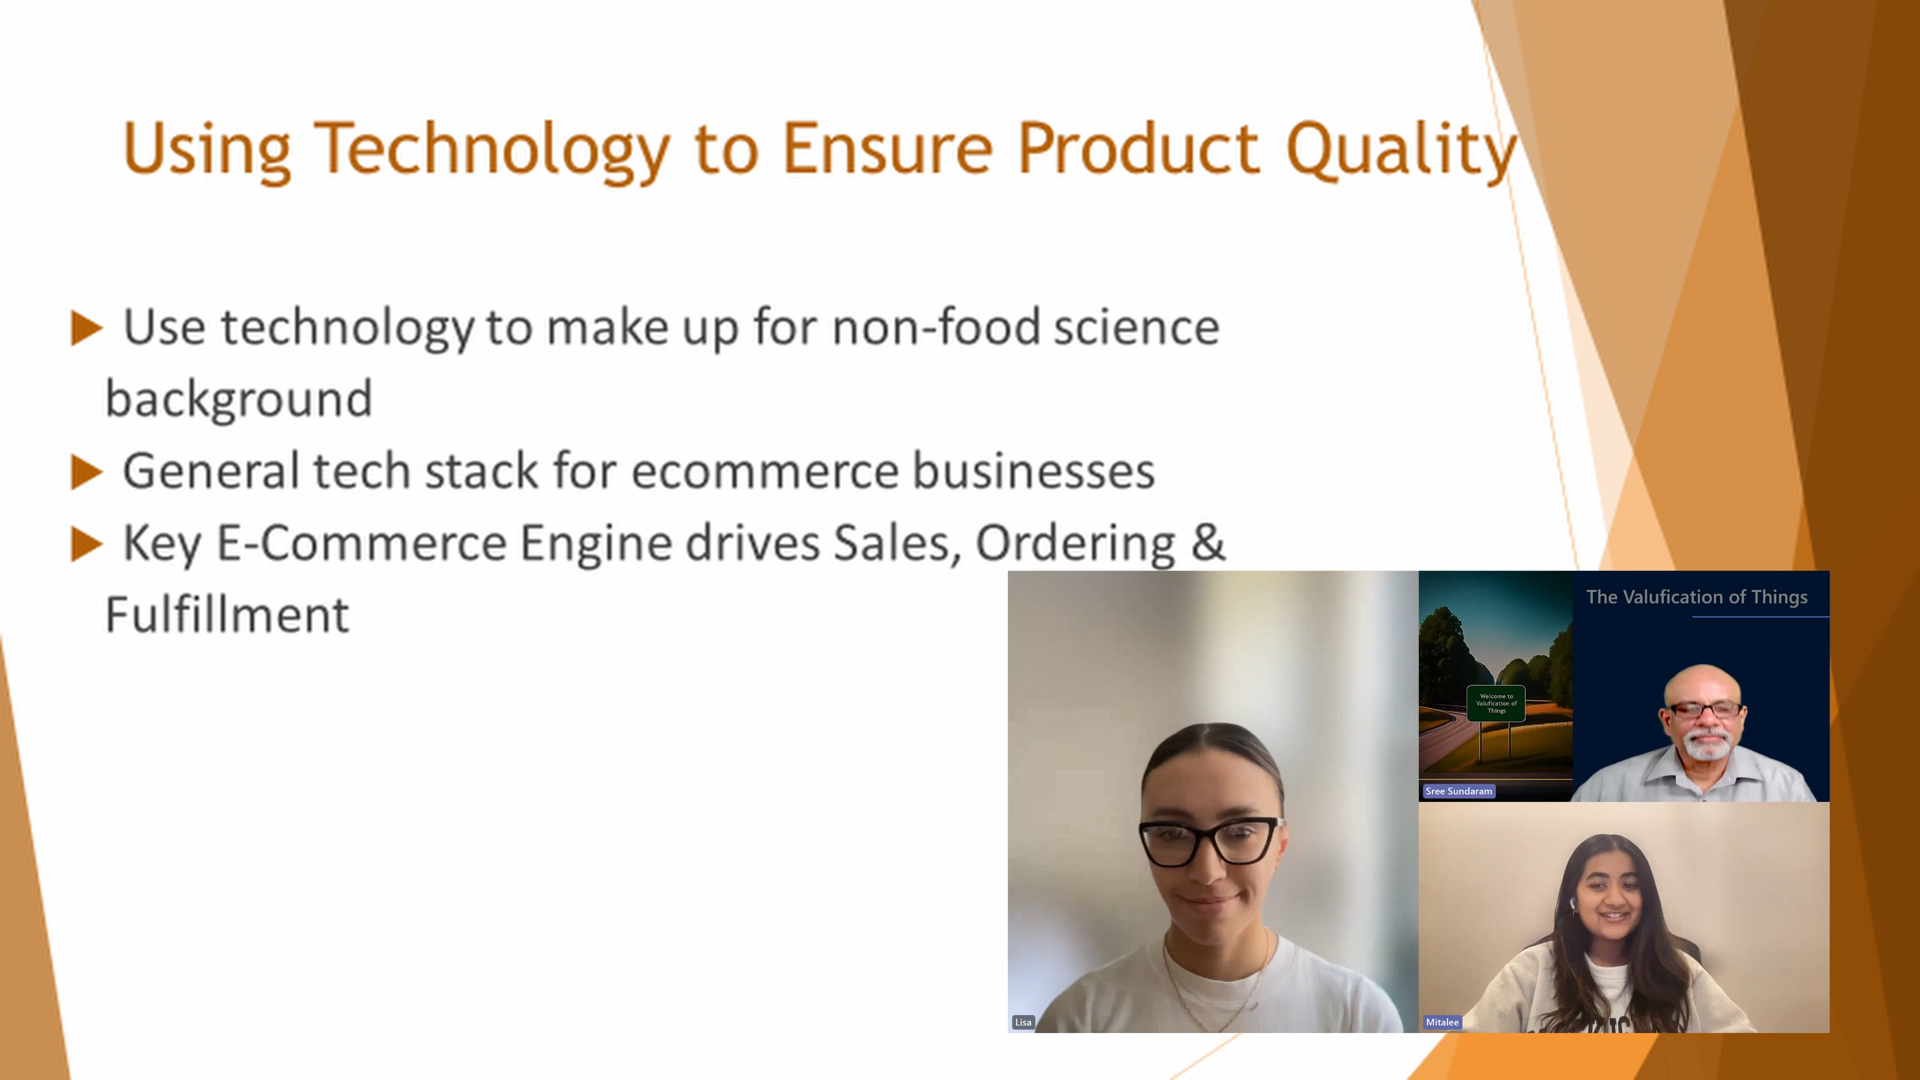 Using Technology to Ensure Product Quality
Use technology to make up for non-food science
background
General tech stack for ecommerce businesses
Key E-Commerce Engine drives Sales, Ordering &
Fulfillment
The Valufication of Things
Welcome to
Valufication of
Things
Sree Sundaram
Lisa
Mitalee